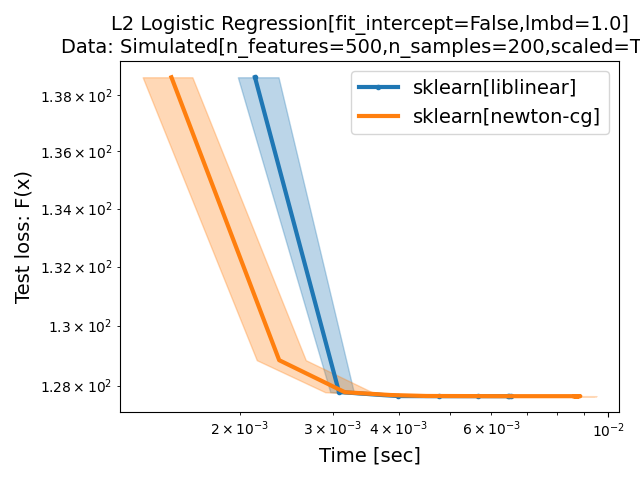 L2 Logistic Regression[fit_intercept=False,lmbd=1.0]
Data: Simulated[n_features=500,n_samples=200,scaled=T
sklearn[liblinear]
sklearn[newton-cg]
Test loss: F(x)
1.38 × 10²
1.36 × 10²
1.34 × 10²
1.32 × 10²
1.3 × 10²
1.28 × 10²
2 × 10⁻³
3 × 10⁻³
4 × 10⁻³
6 × 10⁻³
10⁻²
Time [sec]